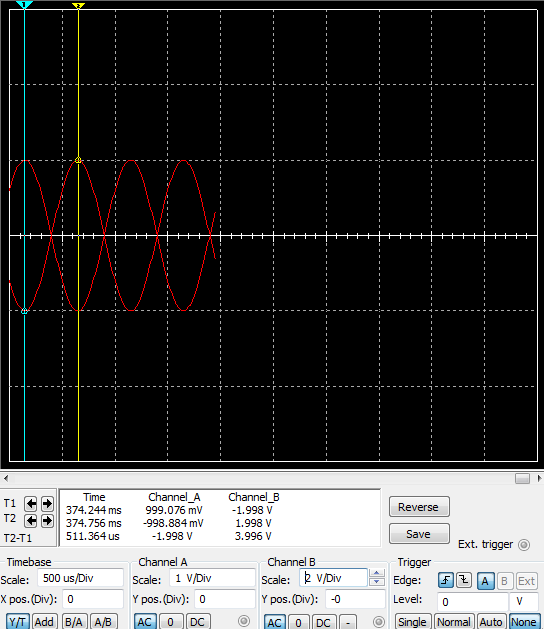 1 2
Time Channel_A Channel_B
T1 374.244 ms 999.076 mV -1.998 V
T2 374.756 ms -998.884 mV 1.998 V
T2-T1 511.364 us -1.998 V 3.996 V
Reverse
Save
Ext. trigger
Timebase Channel A Channel B Trigger
Scale: 500 us/Div Scale: 1 V/Div Scale: 2 V/Div Edge: A B Ext
X pos.(Div): 0 Y pos.(Div): 0 Y pos.(Div): -0 Level: 0 V
Y/T Add B/A A/B AC 0 DC AC 0 DC - Single Normal Auto None